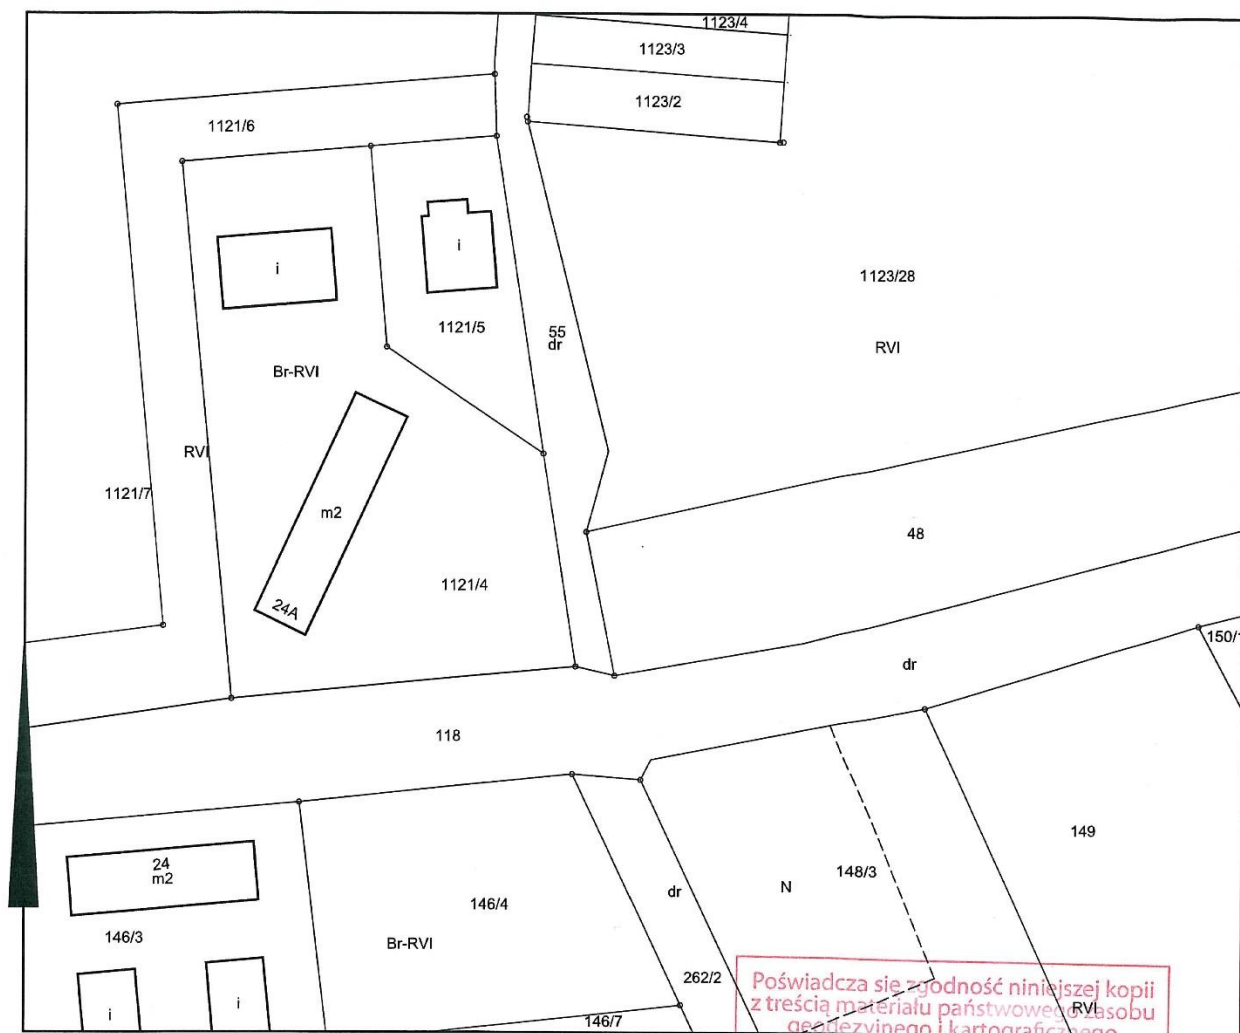 1123/4
1123/3
1123/2
1121/6
i
i
1123/28
1121/5
55
dr
RVI
Br-RVI
RVI
1121/7
m2
48
1121/4
24A
150/1
dr
118
149
24
m2
148/3
dr
N
146/4
146/3
Br-RVI
262/2
i
i
146/7
RVI
Poświadcza się zgodność niniejszej kopii
z treścią materiału państwowego zasobu
geodezyjnego i kartograficznego